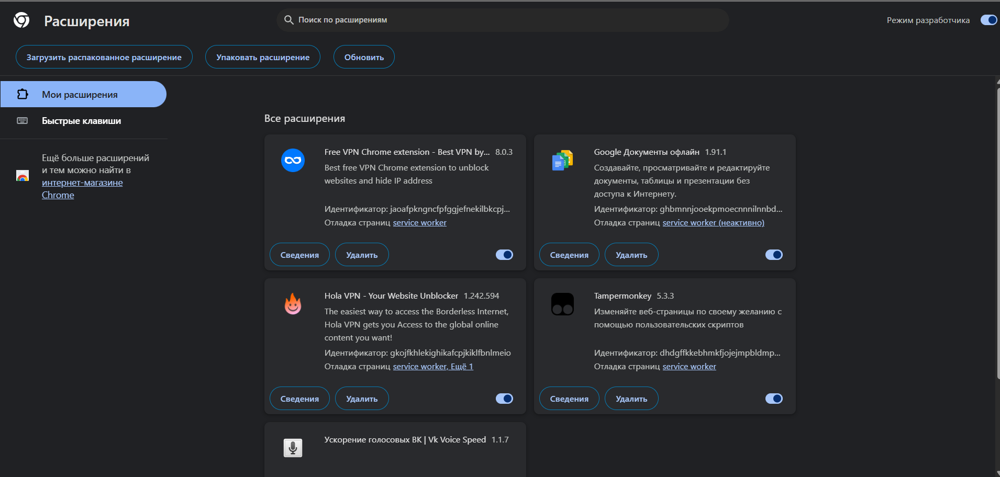 Расширения
Поиск по расширениям
Режим разработчика
Загрузить распакованное расширение
Упаковать расширение
Обновить
Мои расширения
Быстрые клавиши
Ещё больше расширений
и тем можно найти в
интернет-магазине
Chrome
Все расширения
Free VPN Chrome extension - Best VPN by... 8.0.3
Best free VPN Chrome extension to unblock
websites and hide IP address
Идентификатор: jaoafpkngncfpfggjefnekilbkcpj...
Отладка страниц service worker
Сведения
Удалить
Google Документы офлайн 1.91.1
Создавайте, просматривайте и редактируйте
документы, таблицы и презентации без
доступа к Интернету.
Идентификатор: ghbmnnjooekpmoecnnnilnnbd...
Отладка страниц service worker (неактивно)
Сведения
Удалить
Hola VPN - Your Website Unblocker 1.242.594
The easiest way to access the Borderless Internet,
Hola VPN gets you Access to the global online
content you want!
Идентификатор: gkojfkhlekighikafcpjkiklfbnlmeio
Отладка страниц service worker, Ещё 1
Сведения
Удалить
Tampermonkey 5.3.3
Изменяйте веб-страницы по своему желанию с
помощью пользовательских скриптов
Идентификатор: dhdgffkkebhmkfjojejmpbldmp...
Отладка страниц service worker
Сведения
Удалить
Ускорение голосовых ВК | Vk Voice Speed 1.1.7